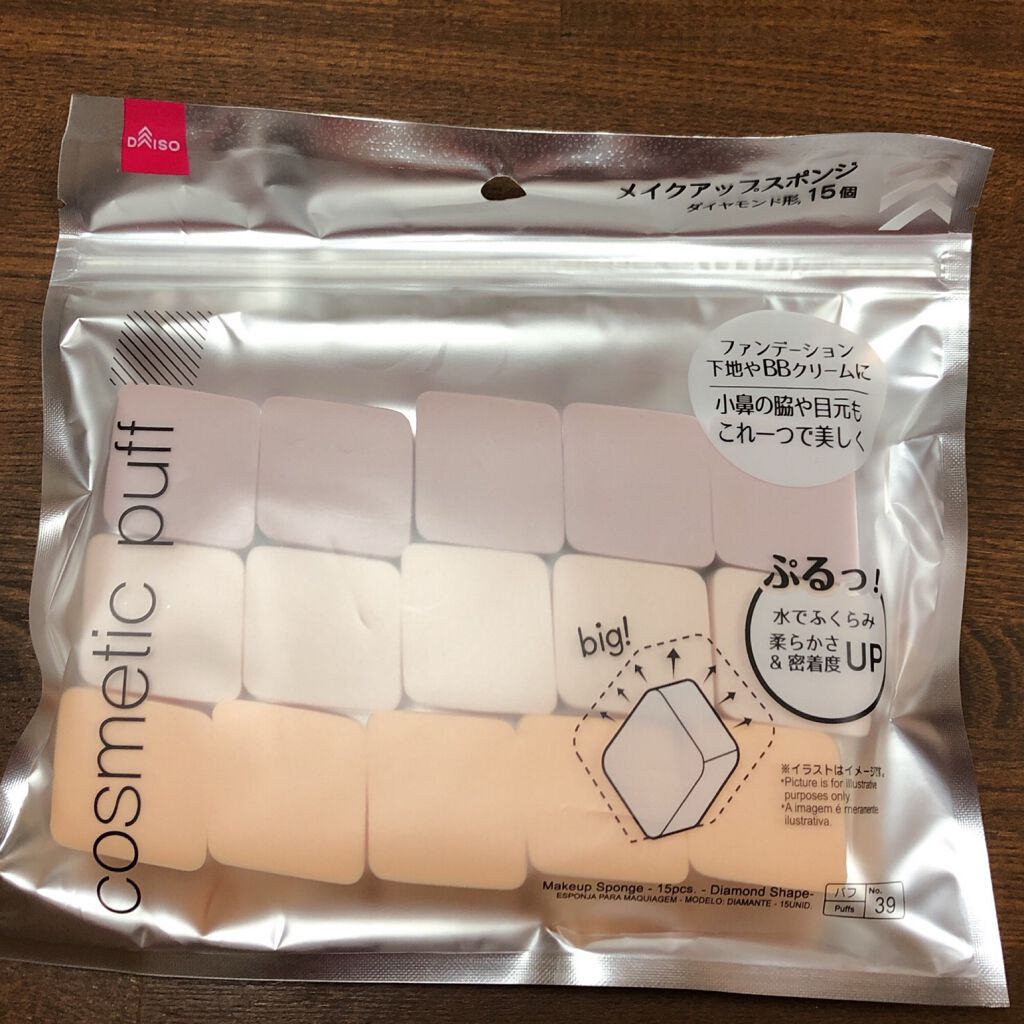 DAISO
メイクアップスポンジ
ダイヤモンド形, 15個
ファンデーション
下地やBBクリームに
小鼻の脇や目元も
これ一つで美しく
cosmetic puff
ぷるっ!
水でふくらみ
柔らかさ
&密着度 UP
big!
※イラストはイメージです。
*Picture is for illustrative
purposes only.
*A imagem é meramente
ilustrativa.
Makeup Sponge - 15pcs. - Diamond Shape-
ESPONJA PARA MAQUIAGEM - MODELO: DIAMANTE - 15UNID.
パフ
Puffs
No.
39